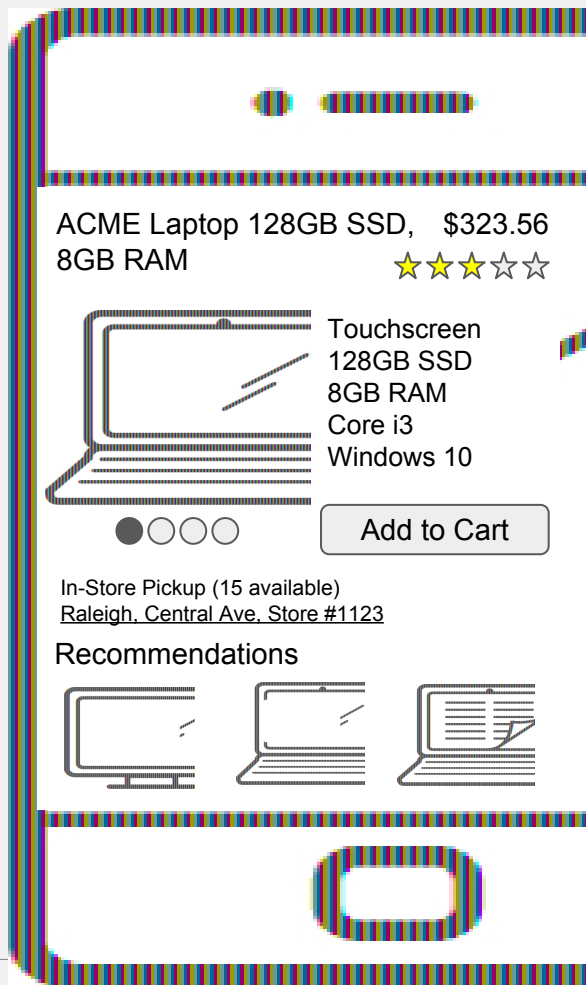 ACME Laptop 128GB SSD, $323.56
8GB RAM
Touchscreen
128GB SSD
8GB RAM
Core i3
Windows 10
Add to Cart
In-Store Pickup (15 available)
Raleigh, Central Ave, Store #1123
Recommendations